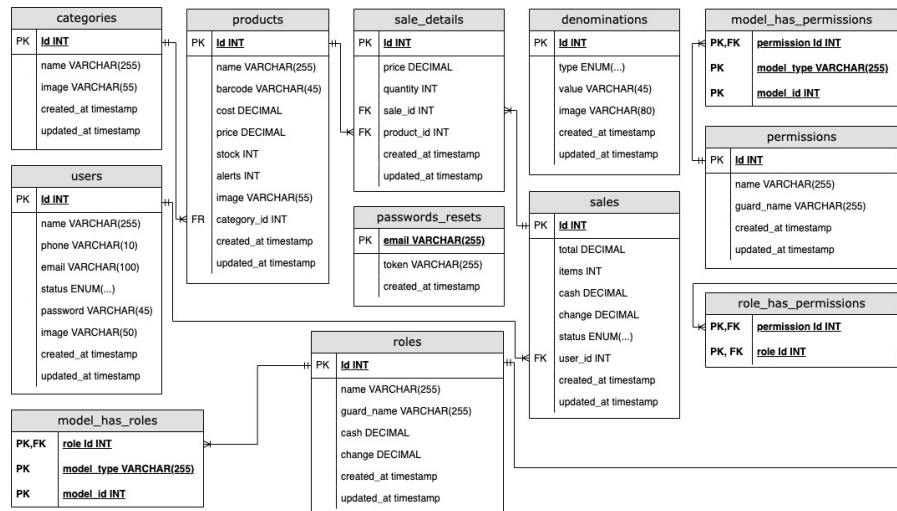 categories
PK Id INT
name VARCHAR(255)
image VARCHAR(55)
created_at timestamp
updated_at timestamp
products
PK Id INT
name VARCHAR(255)
barcode VARCHAR(45)
cost DECIMAL
price DECIMAL
stock INT
alerts INT
image VARCHAR(55)
FR category_id INT
created_at timestamp
updated_at timestamp
sale_details
PK Id INT
price DECIMAL
quantity INT
FK sale_id INT
FK product_id INT
created_at timestamp
updated_at timestamp
denominations
PK Id INT
type ENUM(...)
value VARCHAR(45)
image VARCHAR(80)
created_at timestamp
updated_at timestamp
model_has_permissions
PK,FK permission Id INT
PK model_type VARCHAR(255)
PK model_id INT
permissions
PK Id INT
name VARCHAR(255)
guard_name VARCHAR(255)
created_at timestamp
updated_at timestamp
users
PK Id INT
name VARCHAR(255)
phone VARCHAR(10)
email VARCHAR(100)
status ENUM(...)
password VARCHAR(45)
image VARCHAR(50)
created_at timestamp
updated_at timestamp
passwords_resets
PK email VARCHAR(255)
token VARCHAR(255)
created_at timestamp
sales
PK Id INT
total DECIMAL
items INT
cash DECIMAL
change DECIMAL
status ENUM(...)
FK user_id INT
created_at timestamp
updated_at timestamp
role_has_permissions
PK,FK permission Id INT
PK, FK role Id INT
roles
PK Id INT
name VARCHAR(255)
guard_name VARCHAR(255)
cash DECIMAL
change DECIMAL
created_at timestamp
updated_at timestamp
model_has_roles
PK,FK role Id INT
PK model_type VARCHAR(255)
PK model_id INT